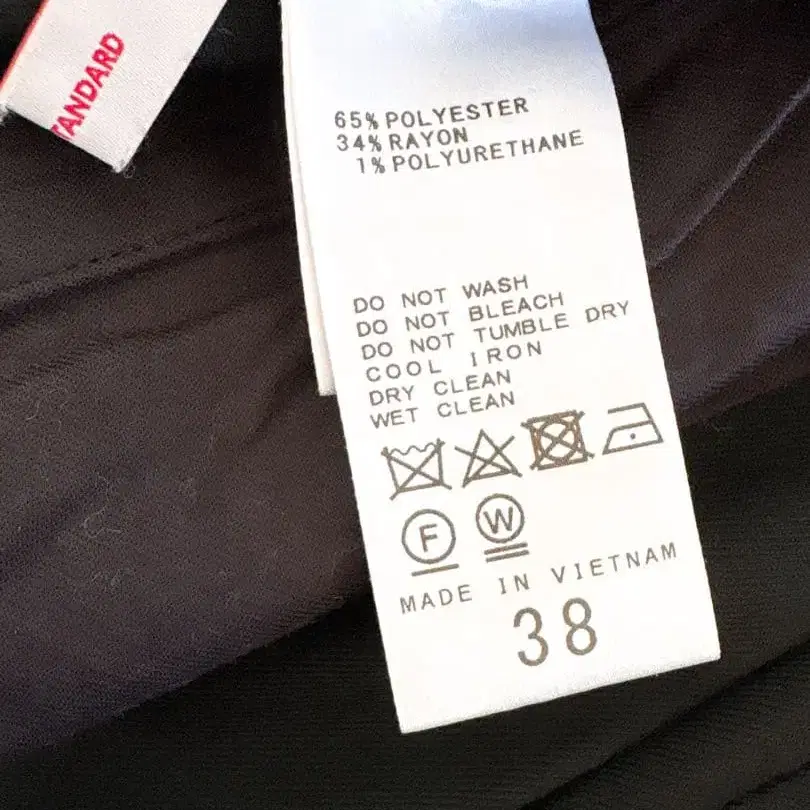 TANDARD
65% POLYESTER
34% RAYON
1% POLYURETHANE
DO NOT WASH
DO NOT BLEACH
DO NOT TUMBLE DRY
COOL IRON
DRY CLEAN
WET CLEAN
F W
MADE IN VIETNAM
38